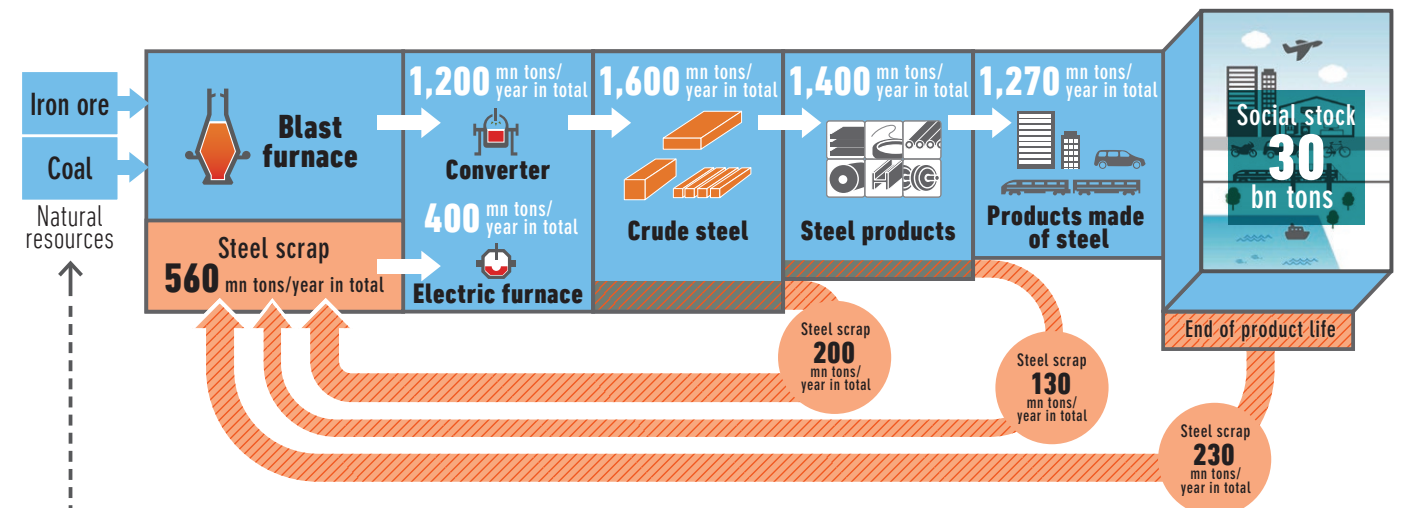 Iron ore
Coal
Natural
resources
Blast
furnace
Steel scrap
560 mn tons/year in total
1,200 mn tons/
year in total
Converter
400 mn tons/
year in total
Electric furnace
1,600 mn tons/
year in total
Crude steel
1,400 mn tons/
year in total
Steel products
1,270 mn tons/
year in total
Products made
of steel
Social stock
30
bn tons
End of product life
Steel scrap
200
mn tons/
year in total
Steel scrap
130
mn tons/
year in total
Steel scrap
230
mn tons/
year in total